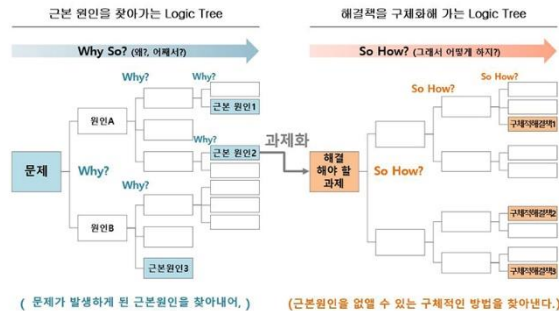 근본 원인을 찾아가는 Logic Tree
Why So? (왜?, 어째서?)
Why?
Why?
근본 원인1
원인A
Why?
근본 원인2
문제
Why?
Why?
원인B
근본원인3
( 문제가 발생하게 된 근본원인을 찾아내어, )
과제화
해결책을 구체화해 가는 Logic Tree
So How? (그래서 어떻게 하지?)
So How?
So How?
구체적해결책1
해결
해야 할
과제
So How?
구체적해결책2
구체적해결책3
(근본원인을 없앨 수 있는 구체적인 방법을 찾아낸다.)